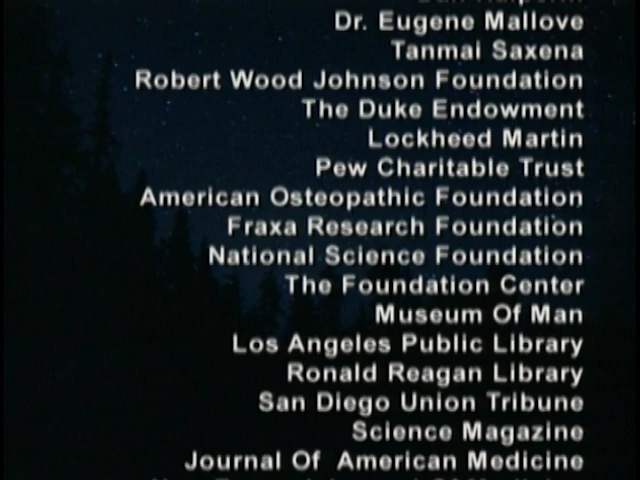 Dr. Eugene Mallove
Tanmai Saxena
Robert Wood Johnson Foundation
The Duke Endowment
Lockheed Martin
Pew Charitable Trust
American Osteopathic Foundation
Fraxa Research Foundation
National Science Foundation
The Foundation Center
Museum Of Man
Los Angeles Public Library
Ronald Reagan Library
San Diego Union Tribune
Science Magazine
Journal Of American Medicine